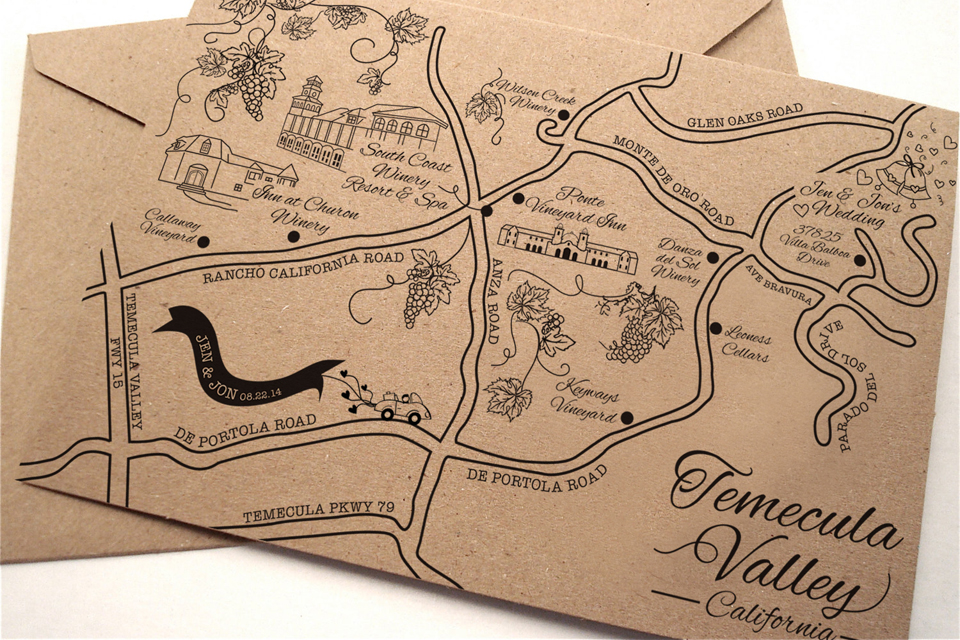 Wilson Creek
Winery
GLEN OAKS ROAD
South Coast
Winery
Resort & Spa
MONTE DE ORO ROAD
Jen & Jon's
Wedding
37825
Villa Balboa
Drive
Inn at Churon
Winery
Ponte
Vineyard Inn
Callaway
Vineyard
Danza
del Sol
Winery
RANCHO CALIFORNIA ROAD
ANZA ROAD
AVE BRAVURA
TEMECULA VALLEY
FWY 15
JEN & JON 08.22.14
Leoness
Cellars
PARADO DEL SOL DRAVE
Keyways
Vineyard
DE PORTOLA ROAD
DE PORTOLA ROAD
TEMECULA PKWY 79
Temecula
Valley
California